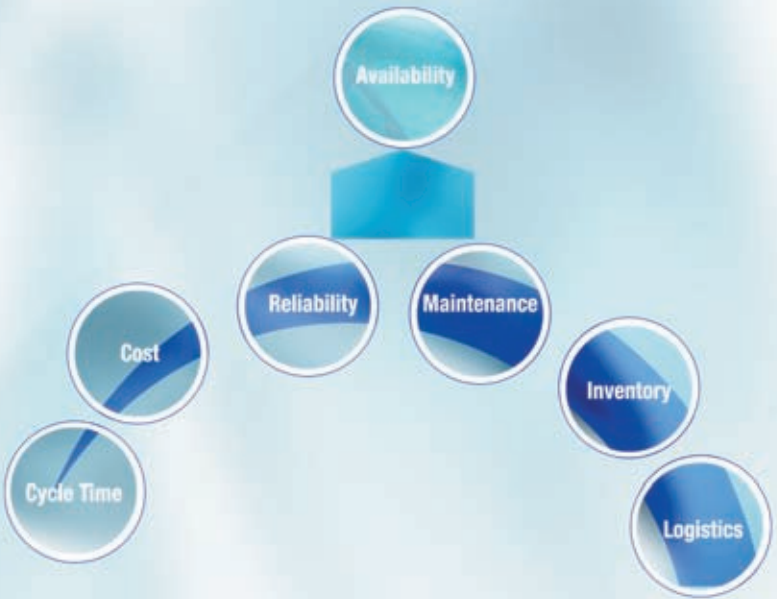 Availability
Reliability
Maintenance
Cost
Inventory
Cycle Time
Logistics